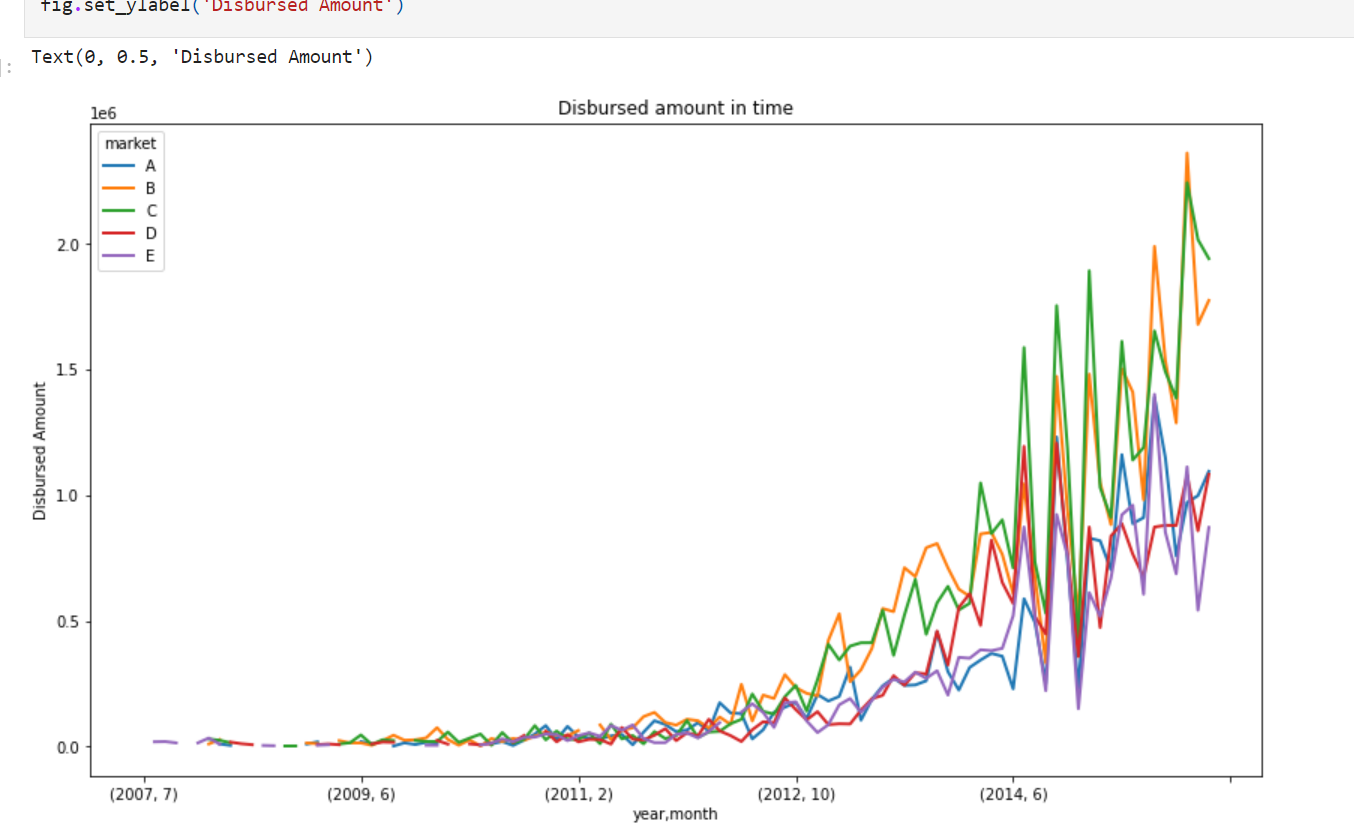 fig.set_ylabel('Disbursed Amount')
Text(0, 0.5, 'Disbursed Amount')
]:
Disbursed amount in time
1e6
market
A
B
C
D
E
2.0
1.5
1.0
0.5
0.0
Disbursed Amount
(2007, 7) (2009, 6) (2011, 2) (2012, 10) (2014, 6)
year,month